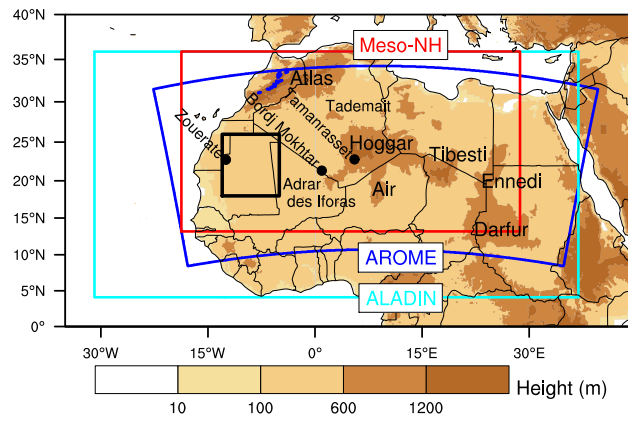 40°N
35°N
30°N
25°N
20°N
15°N
10°N
5°N
0°
Meso-NH
Atlas
Tademait
Zouerate
Bordj Mokhtar
Tamanrasset
Hoggar
Tibesti
Adrar
des Iforas
Air
Ennedi
Darfur
AROME
ALADIN
30°W
15°W
0°
15°E
30°E
10
100
600
1200
Height (m)